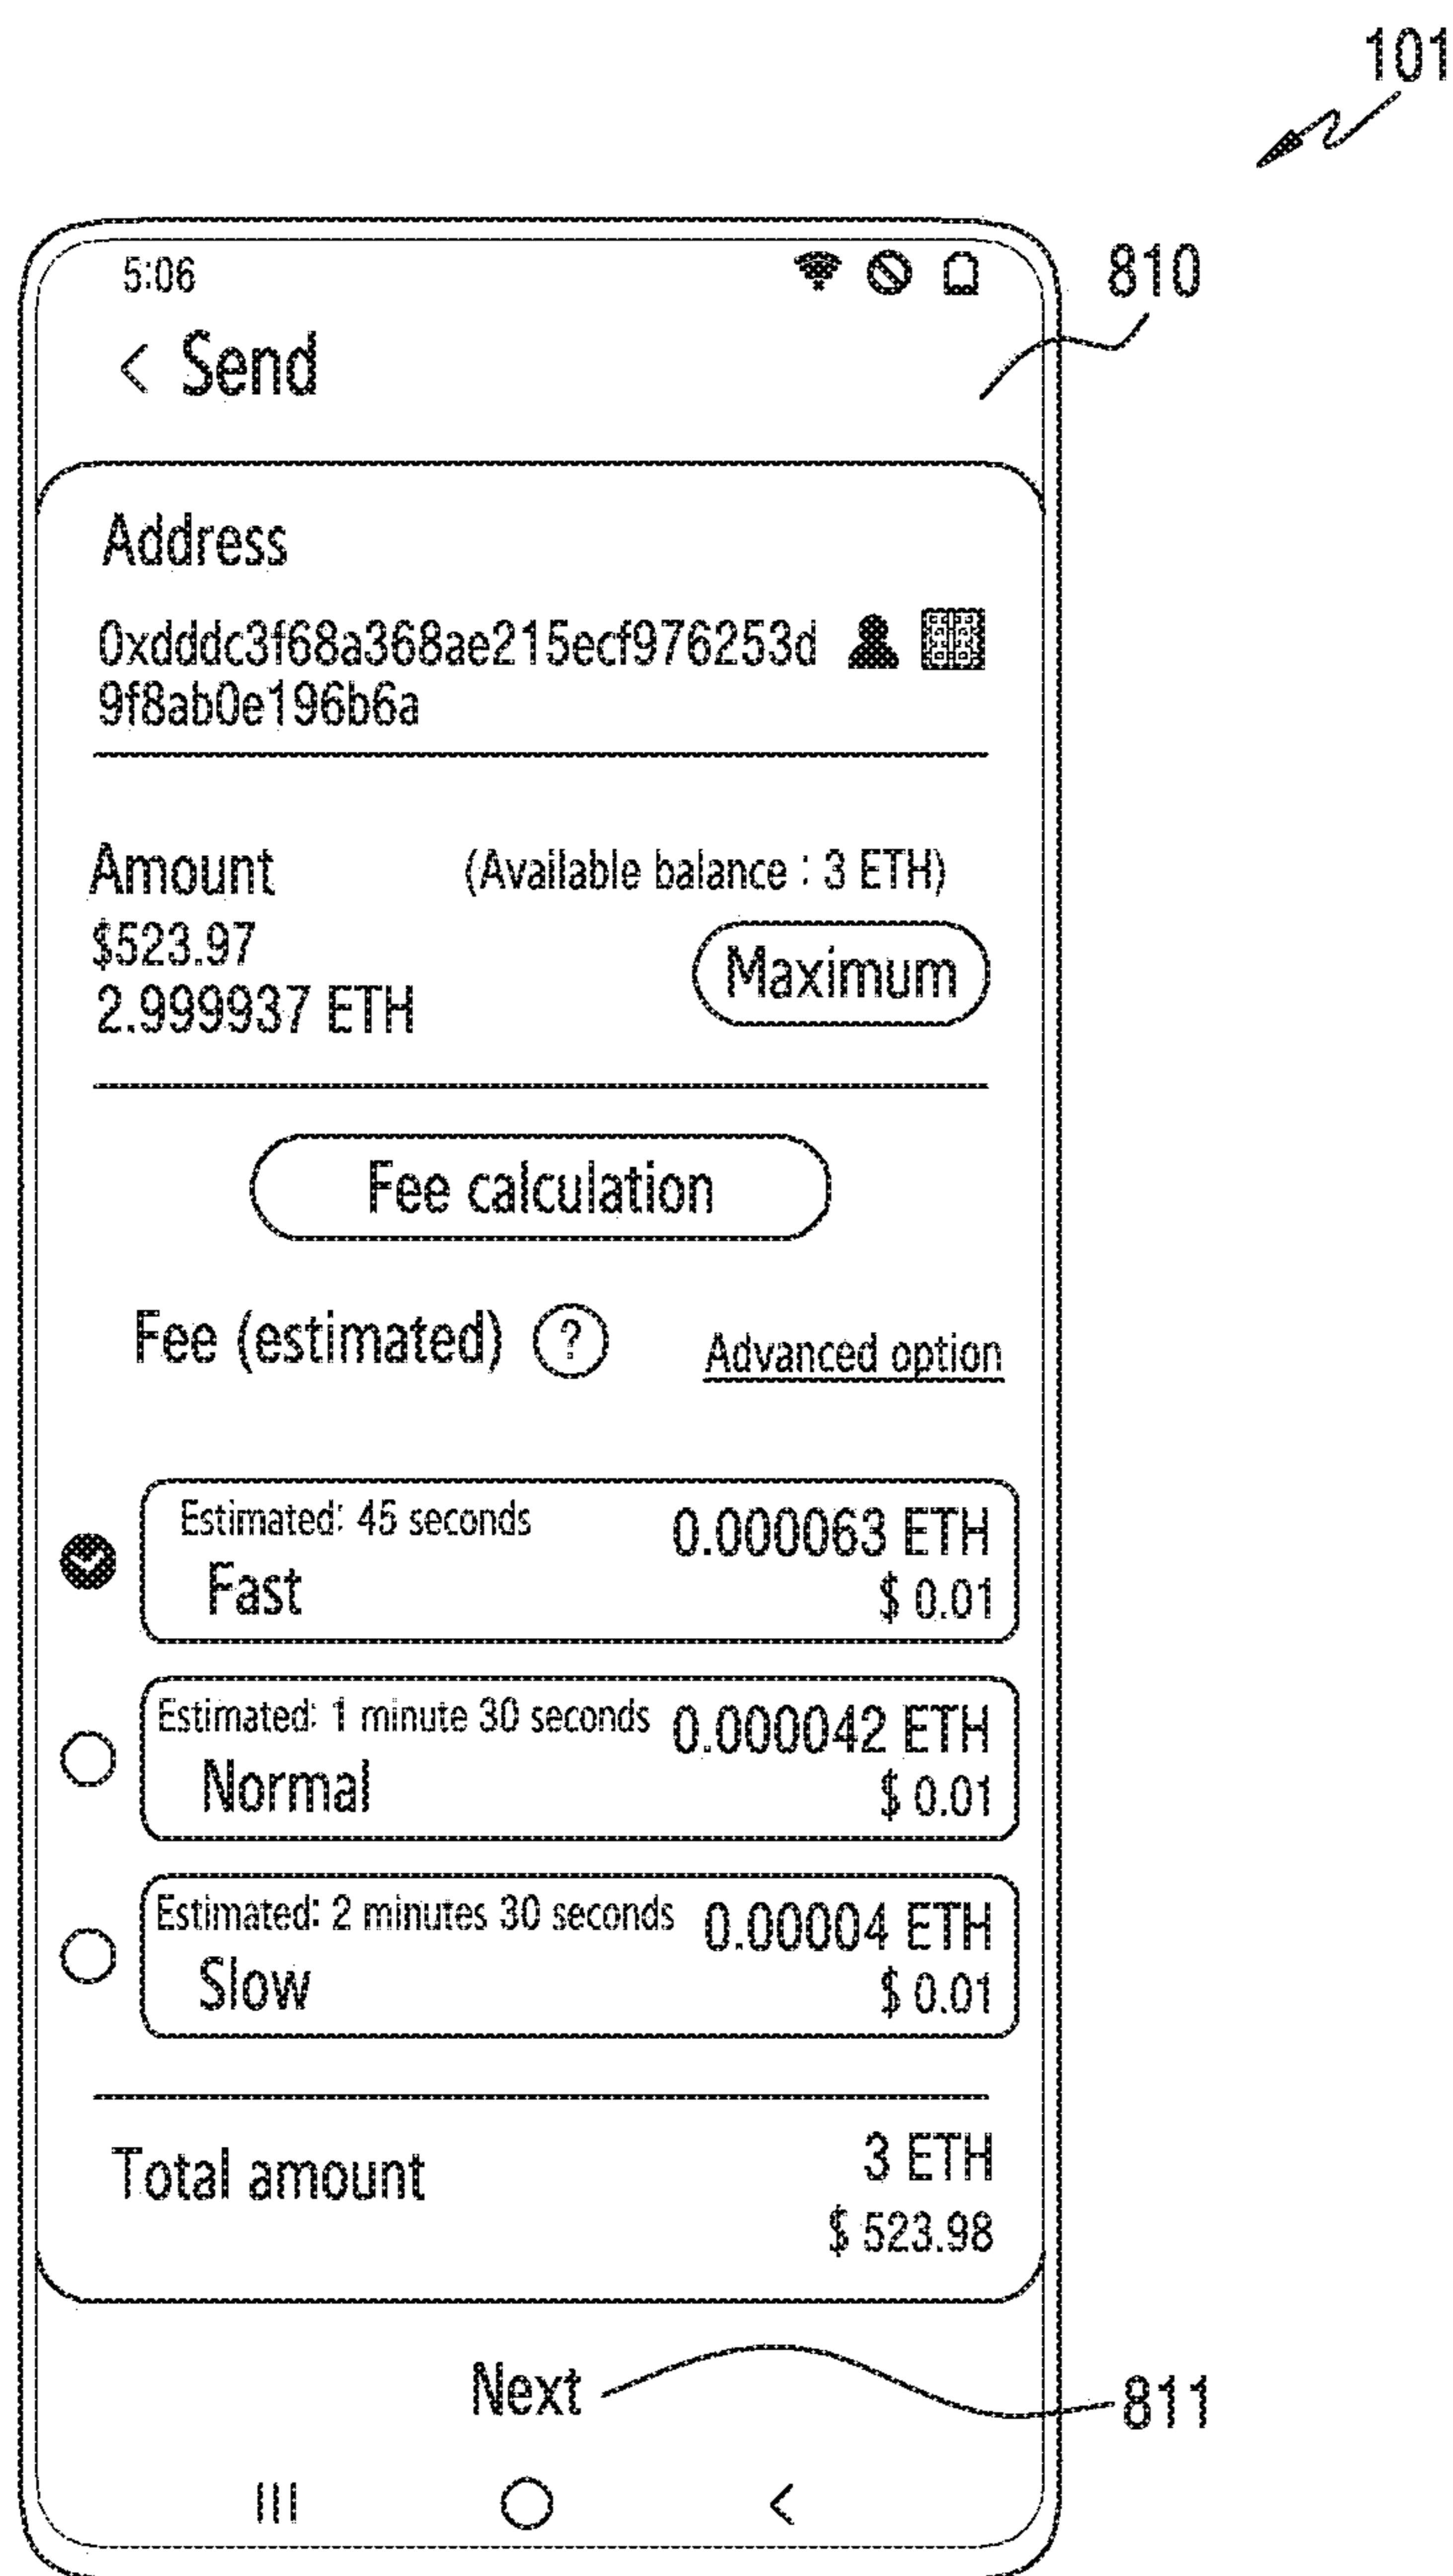 101
5:06
810
< Send
Address
0xdddc3f68a368ae215ecf976253d
9f8ab0e196b6a
Amount (Available balance : 3 ETH)
$523.97
Maximum
2.999937 ETH
Fee calculation
Fee (estimated) ? Advanced option
Estimated: 45 seconds 0.000063 ETH
Fast $ 0.01
Estimated: 1 minute 30 seconds 0.000042 ETH
Normal $ 0.01
Estimated: 2 minutes 30 seconds 0.00004 ETH
Slow $ 0.01
Total amount 3 ETH
$ 523.98
Next
811